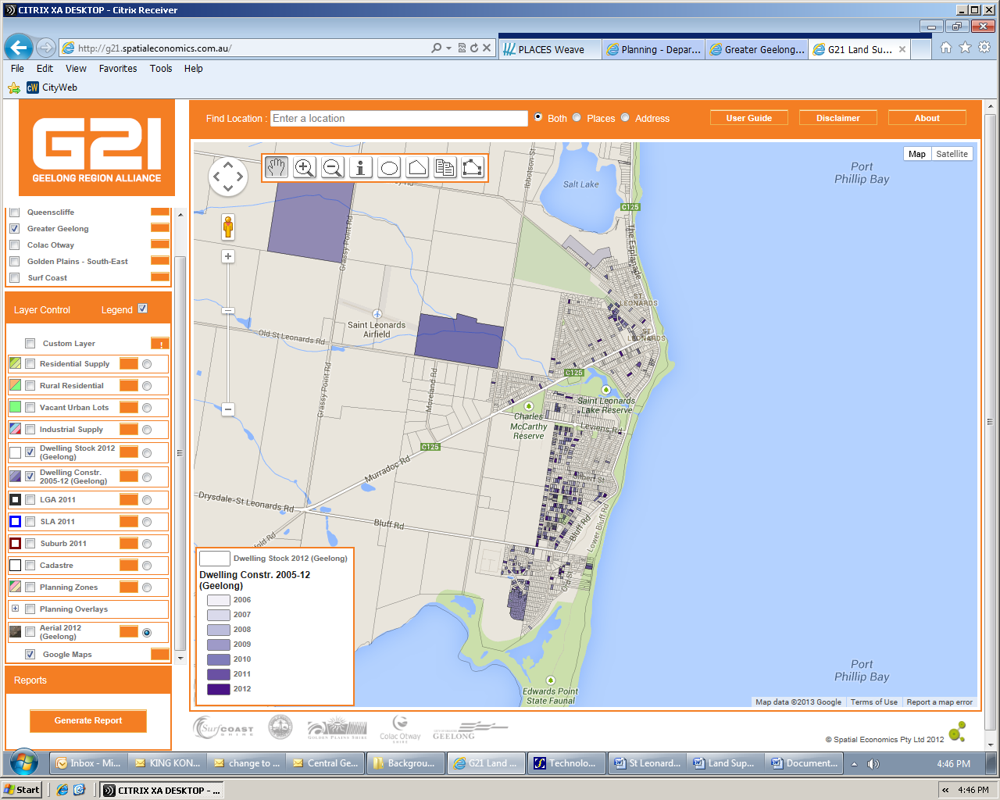 CITRIX XA DESKTOP - Citrix Receiver
http://g21.spatialeconomics.com.au/
PLACES Weave
Planning - Depar...
Greater Geelong...
G21 Land Su...
File Edit View Favorites Tools Help
cW CityWeb
G21
GEELONG REGION ALLIANCE
Find Location :
Enter a location
Both Places Address
User Guide
Disclaimer
About
Queenscliffe
Greater Geelong
Colac Otway
Golden Plains - South-East
Surf Coast
Layer Control Legend
Custom Layer !
Residential Supply
Rural Residential
Vacant Urban Lots
Industrial Supply
Dwelling Stock 2012
(Geelong)
Dwelling Constr.
2005-12 (Geelong)
LGA 2011
SLA 2011
Suburb 2011
Cadastre
Planning Zones
Planning Overlays
Aerial 2012
(Geelong)
Google Maps
Reports
Generate Report
Map Satellite
Port
Phillip Bay
Salt Lake
Ibbotson St
C125
The Esplanade
Grassy Point Rd
ST
LEONARDS
ST
LEONARDS
Saint Leonards
Airfield
Old St Leonards Rd
C125
Grassy Point Rd
Moreland Rd
Saint Leonards
Lake Reserve
Charles
McCarthy
Reserve
Leviens Rd
C125
Murradoc Rd
Drysdale-St Leonards Rd
Bluff Rd
Bluff Rd
Lower Bluff Rd
Dwelling Stock 2012 (Geelong)
Dwelling Constr. 2005-12
(Geelong)
2006
2007
2008
2009
2010
2011
2012
Port
Phillip Bay
Edwards Point
State Faunal
Map data ©2013 Google
Terms of Use
Report a map error
Surf COAST
SHIRE
GOLDEN PLAINS SHIRE
Colac Otway
SHIRE
GEELONG
© Spatial Economics Pty Ltd 2012
Inbox - Mi...
KING KON...
change to ...
Central Ge...
Backgrou...
G21 Land ...
Technolo...
St Leonard...
Land Sup...
Document...
4:46 PM
Start
CITRIX XA DESKTOP - ...
4:46 PM